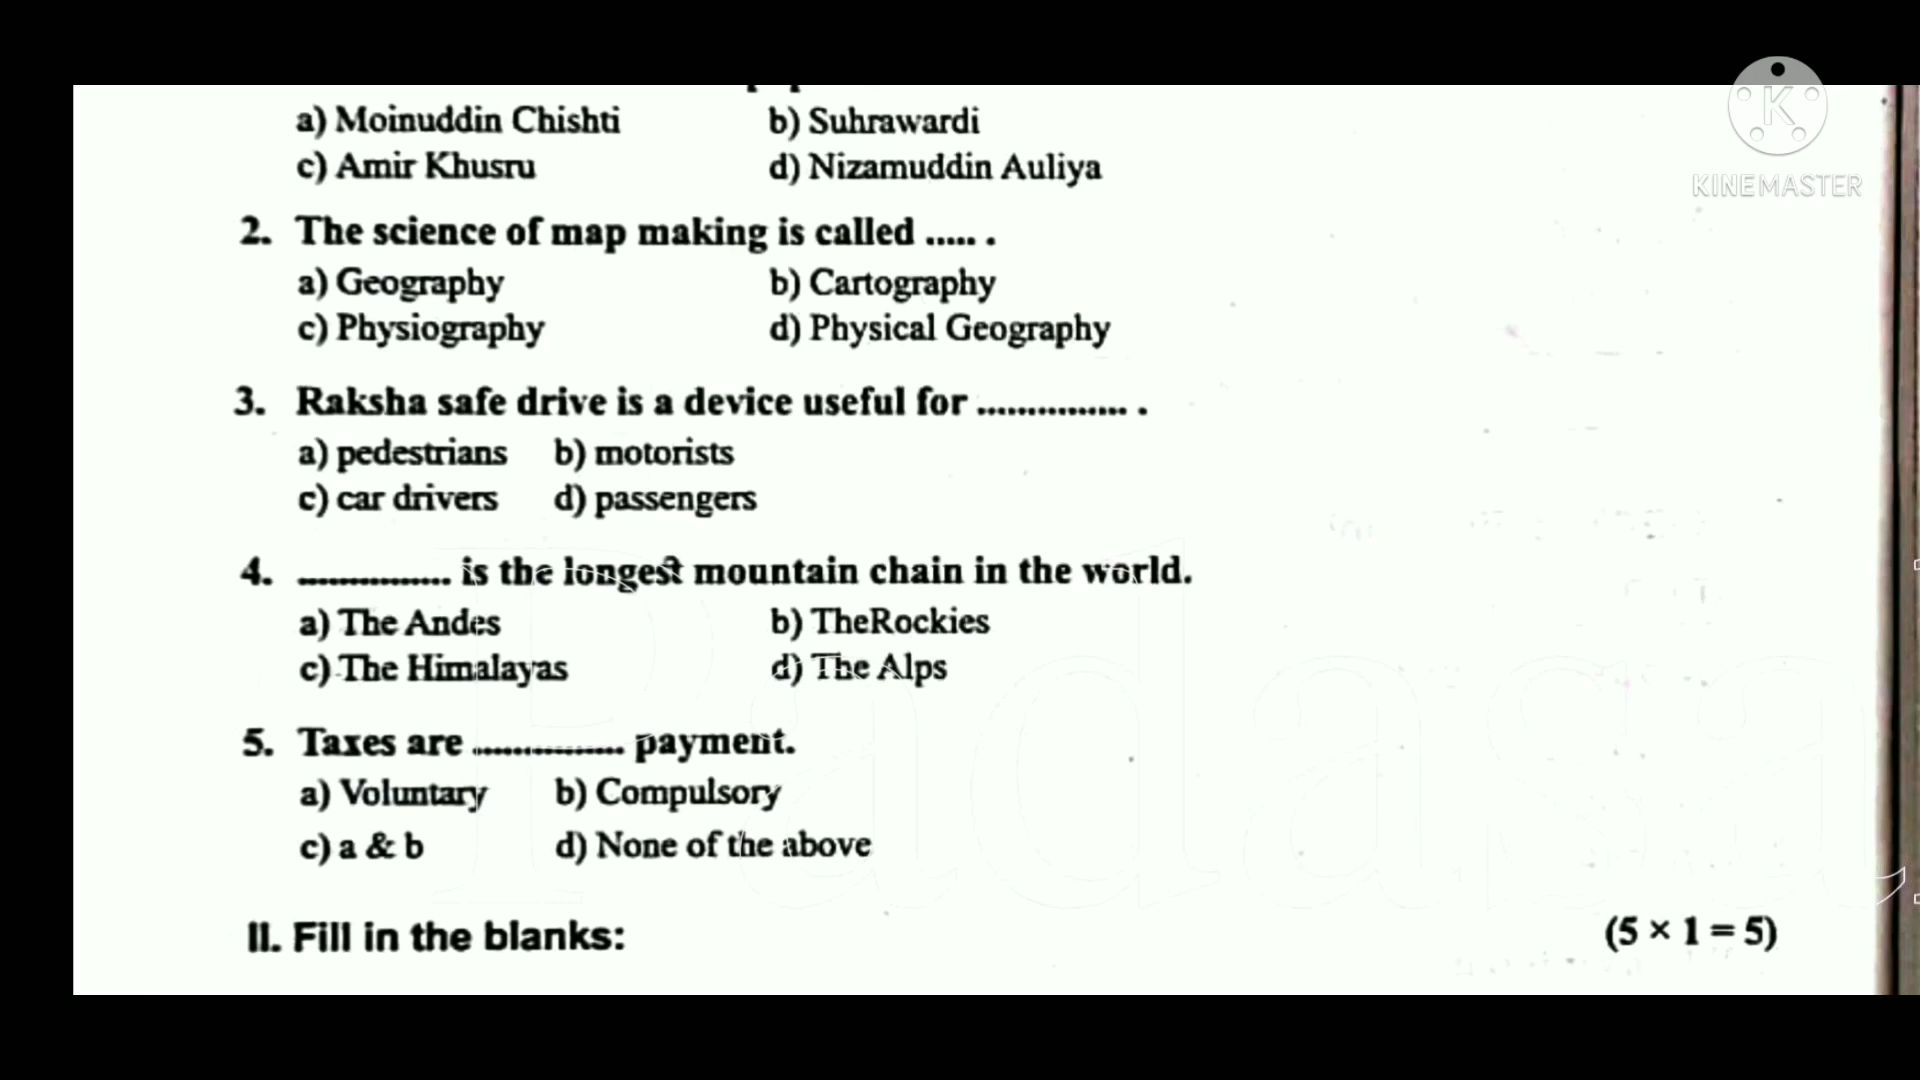 a) Moinuddin Chishti b) Suhrawardi
c) Amir Khusru d) Nizamuddin Auliya
2. The science of map making is called ..... .
a) Geography b) Cartography
c) Physiography d) Physical Geography
3. Raksha safe drive is a device useful for ............... .
a) pedestrians b) motorists
c) car drivers d) passengers
4. ............... is the longest mountain chain in the world.
a) The Andes b) TheRockies
c) The Himalayas d) The Alps
5. Taxes are ............... payment.
a) Voluntary b) Compulsory
c) a & b d) None of the above
II. Fill in the blanks: (5 × 1 = 5)
K
KINEMASTER
Padasa